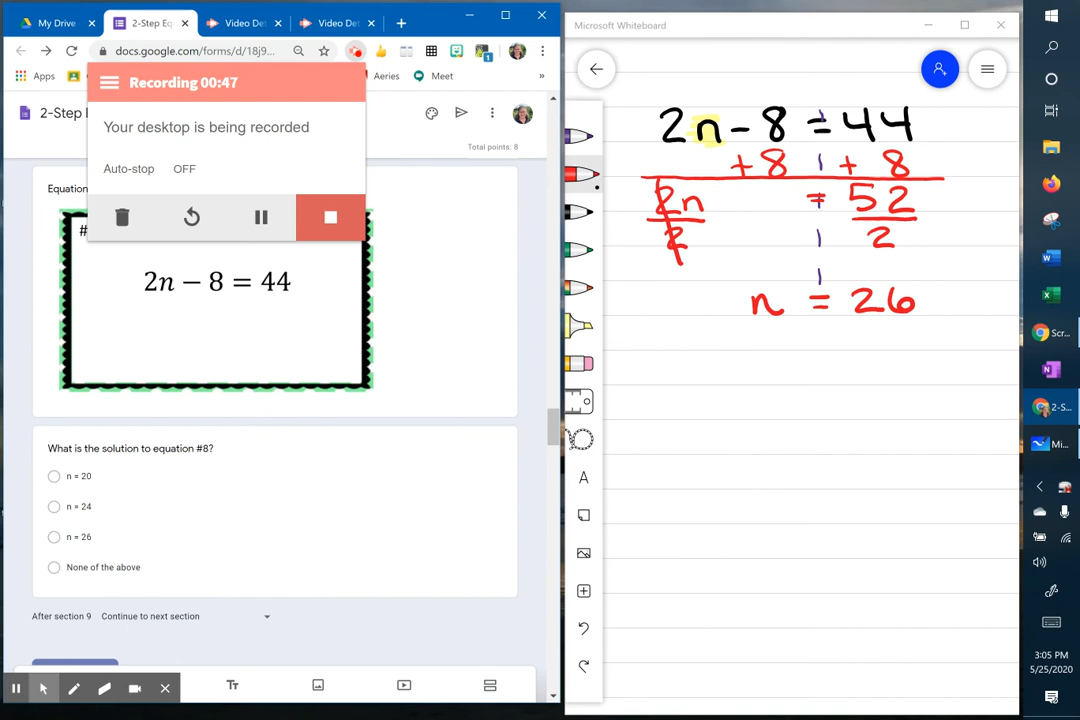 My Drive
2-Step Eq
Video Det
Video Det
docs.google.com/forms/d/18j9...
Apps
Aeries
Meet
»
Recording 00:47
Your desktop is being recorded
Auto-stop OFF
2-Step
Total points: 8
Equation
#
2n − 8 = 44
What is the solution to equation #8?
n = 20
n = 24
n = 26
None of the above
After section 9 Continue to next section
Tт
Microsoft Whiteboard
2n - 8 = 44
+ 8 + 8
2n = 52
2 2
n = 26
A
Scr...
2-S...
Mi...
3:05 PM
5/25/2020